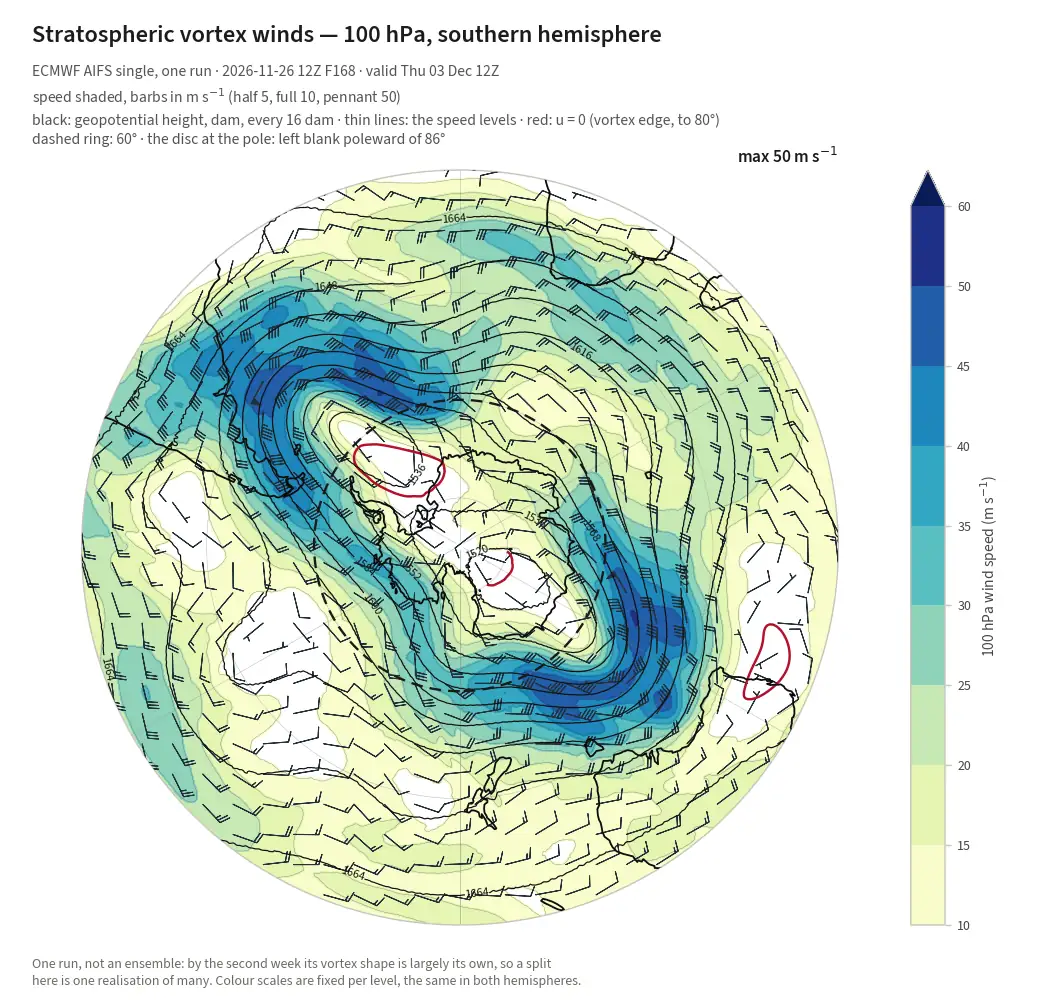 Stratospheric vortex winds — 100 hPa, southern hemisphere
ECMWF AIFS single, one run · 2026-11-26 12Z F168 · valid Thu 03 Dec 12Z
speed shaded, barbs in m s⁻¹ (half 5, full 10, pennant 50)
black: geopotential height, dam, every 16 dam · thin lines: the speed levels · red: u = 0 (vortex edge, to 80°)
dashed ring: 60° · the disc at the pole: left blank poleward of 86°
max 50 m s⁻¹
1664
1648
1664
1616
1536
1520
1664
1664
1664
60
50
45
40
35
30
25
20
15
10
100 hPa wind speed (m s⁻¹)
One run, not an ensemble: by the second week its vortex shape is largely its own, so a split
here is one realisation of many. Colour scales are fixed per level, the same in both hemispheres.